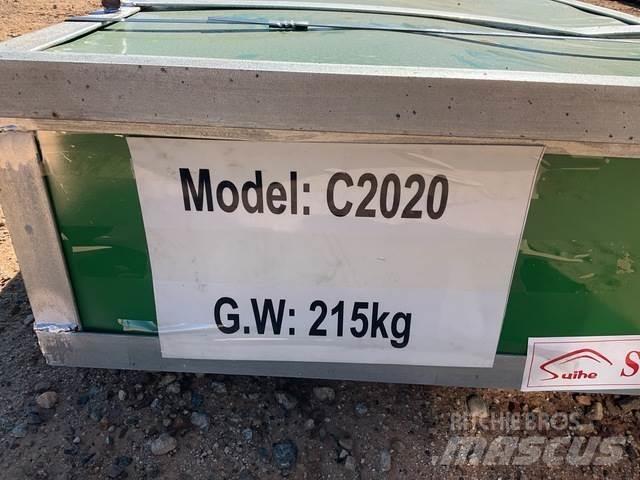 Model: C2020
G.W: 215kg
Suihe S
RITCHIE BROS
MASCUS